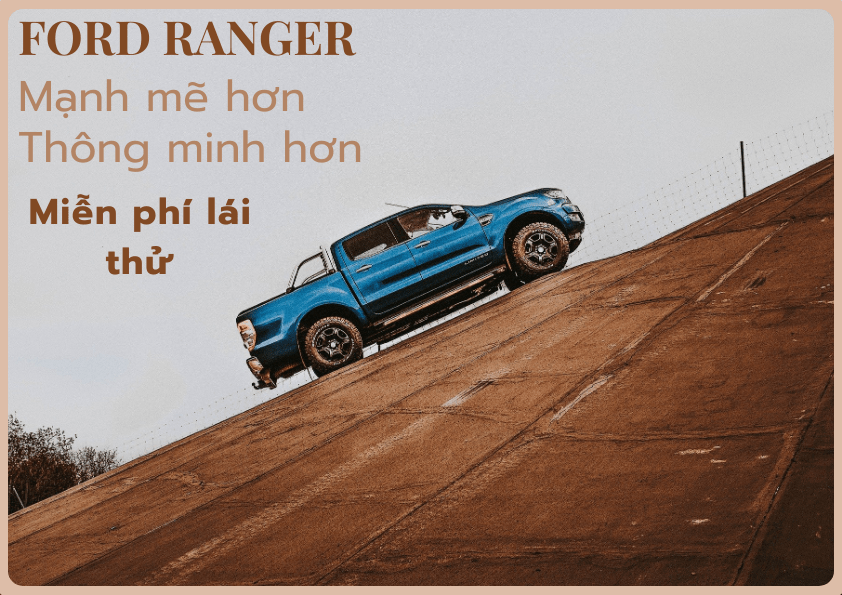 FORD RANGER
Mạnh mẽ hơn
Thông minh hơn
Miễn phí lái
thử